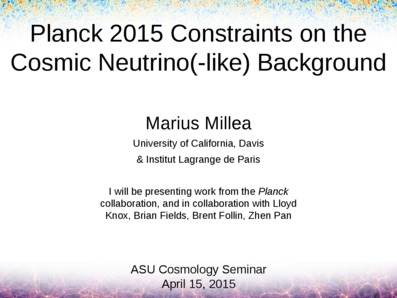 Planck 2015 Constraints on the
Cosmic Neutrino(-like) Background
Marius Millea
University of California, Davis
& Institut Lagrange de Paris
I will be presenting work from the Planck
collaboration, and in collaboration with Lloyd
Knox, Brian Fields, Brent Follin, Zhen Pan
ASU Cosmology Seminar
April 15, 2015